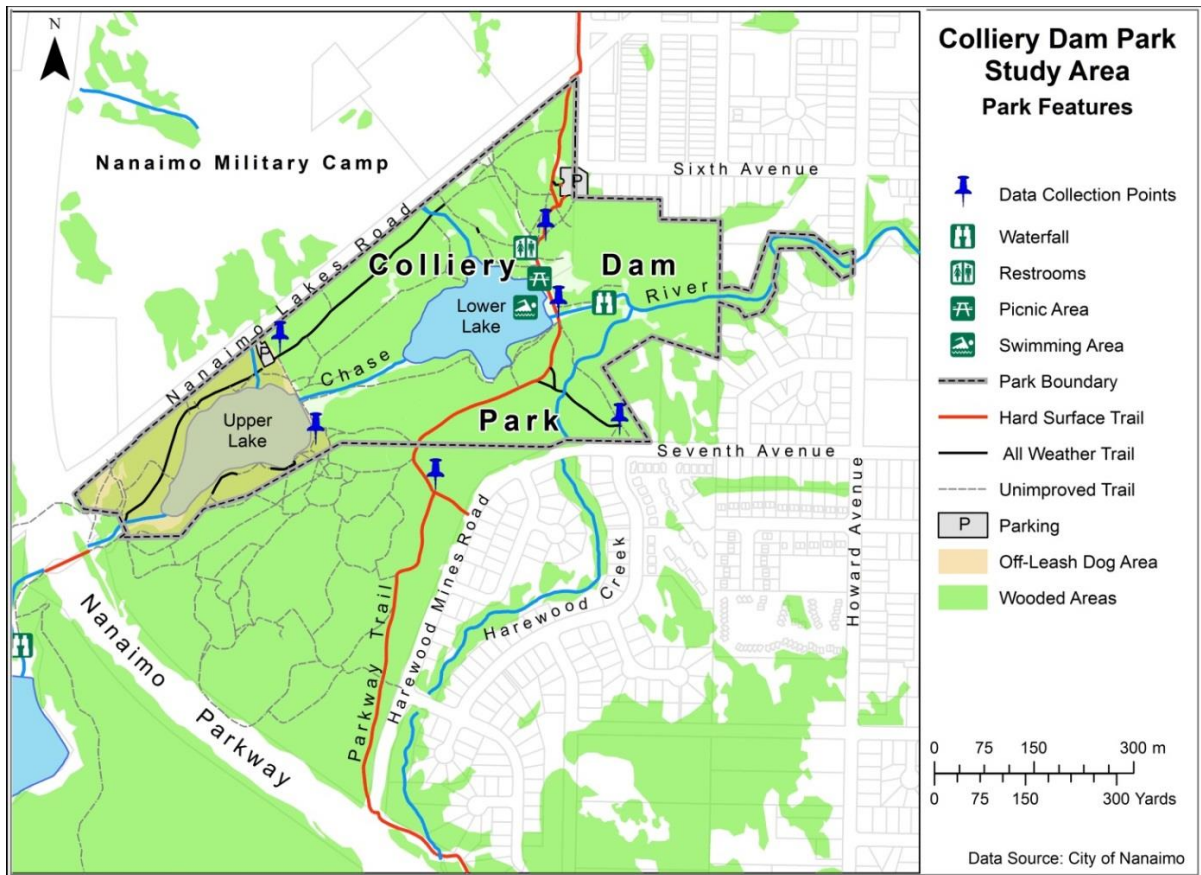 N
Nanaimo Military Camp
Nanaimo Lakes Road
Sixth Avenue
P
Colliery Dam
Lower
Lake
River
P
Chase
Upper
Lake
Park
Seventh Avenue
Howard Avenue
Harewood Mines Road
Harewood Creek
Parkway Trail
Nanaimo Parkway
Colliery Dam Park
Study Area
Park Features
Data Collection Points
Waterfall
Restrooms
Picnic Area
Swimming Area
Park Boundary
Hard Surface Trail
All Weather Trail
Unimproved Trail
P Parking
Off-Leash Dog Area
Wooded Areas
0 75 150 300 m
0 75 150 300 Yards
Data Source: City of Nanaimo